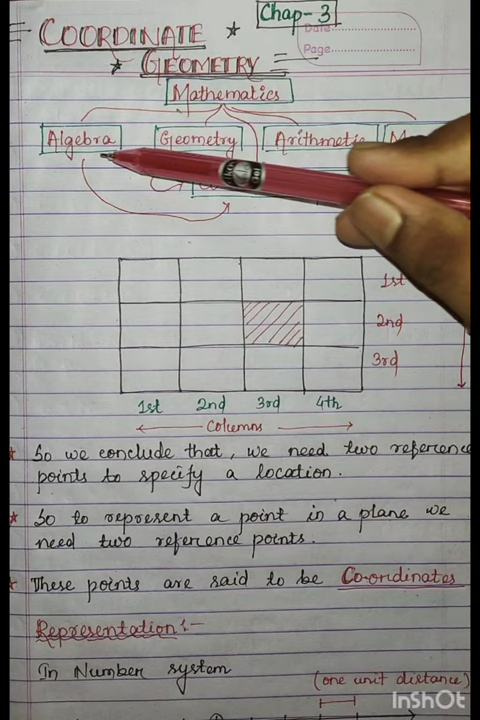 Chap- 3
COORDINATE
Date
Page
GEOMETRY
Mathematics
Algebra Geometry Arithmetic
1st
2nd
3rd
1st 2nd 3rd 4th
Columns
So we conclude that, we need two reference
points to specify a location.
So to represent a point in a plane we
need two reference points.
These points are said to be Co-ordinates
Representation :-
In Number system
(one unit distance)
InShOt